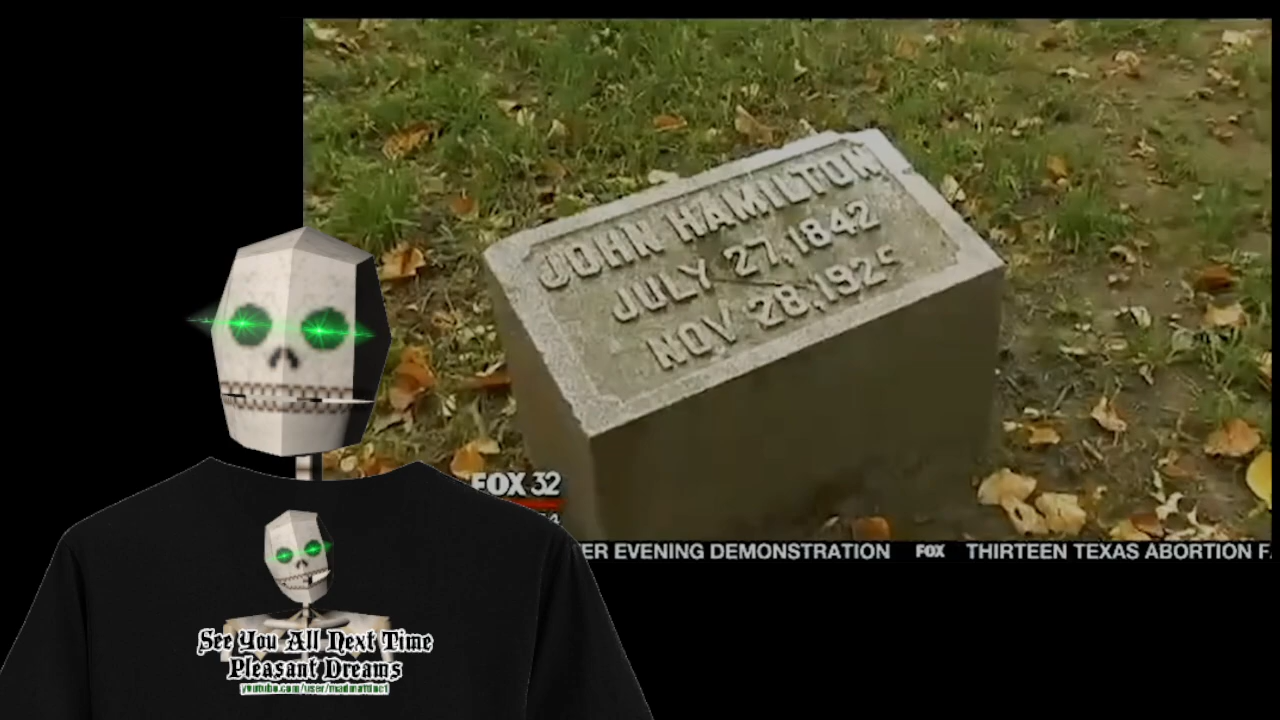 JOHN HAMILTON
JULY 27, 1842
NOV 28, 1925
FOX 32
ER EVENING DEMONSTRATION FOX THIRTEEN TEXAS ABORTION F
See You All Next Time
Pleasant Dreams